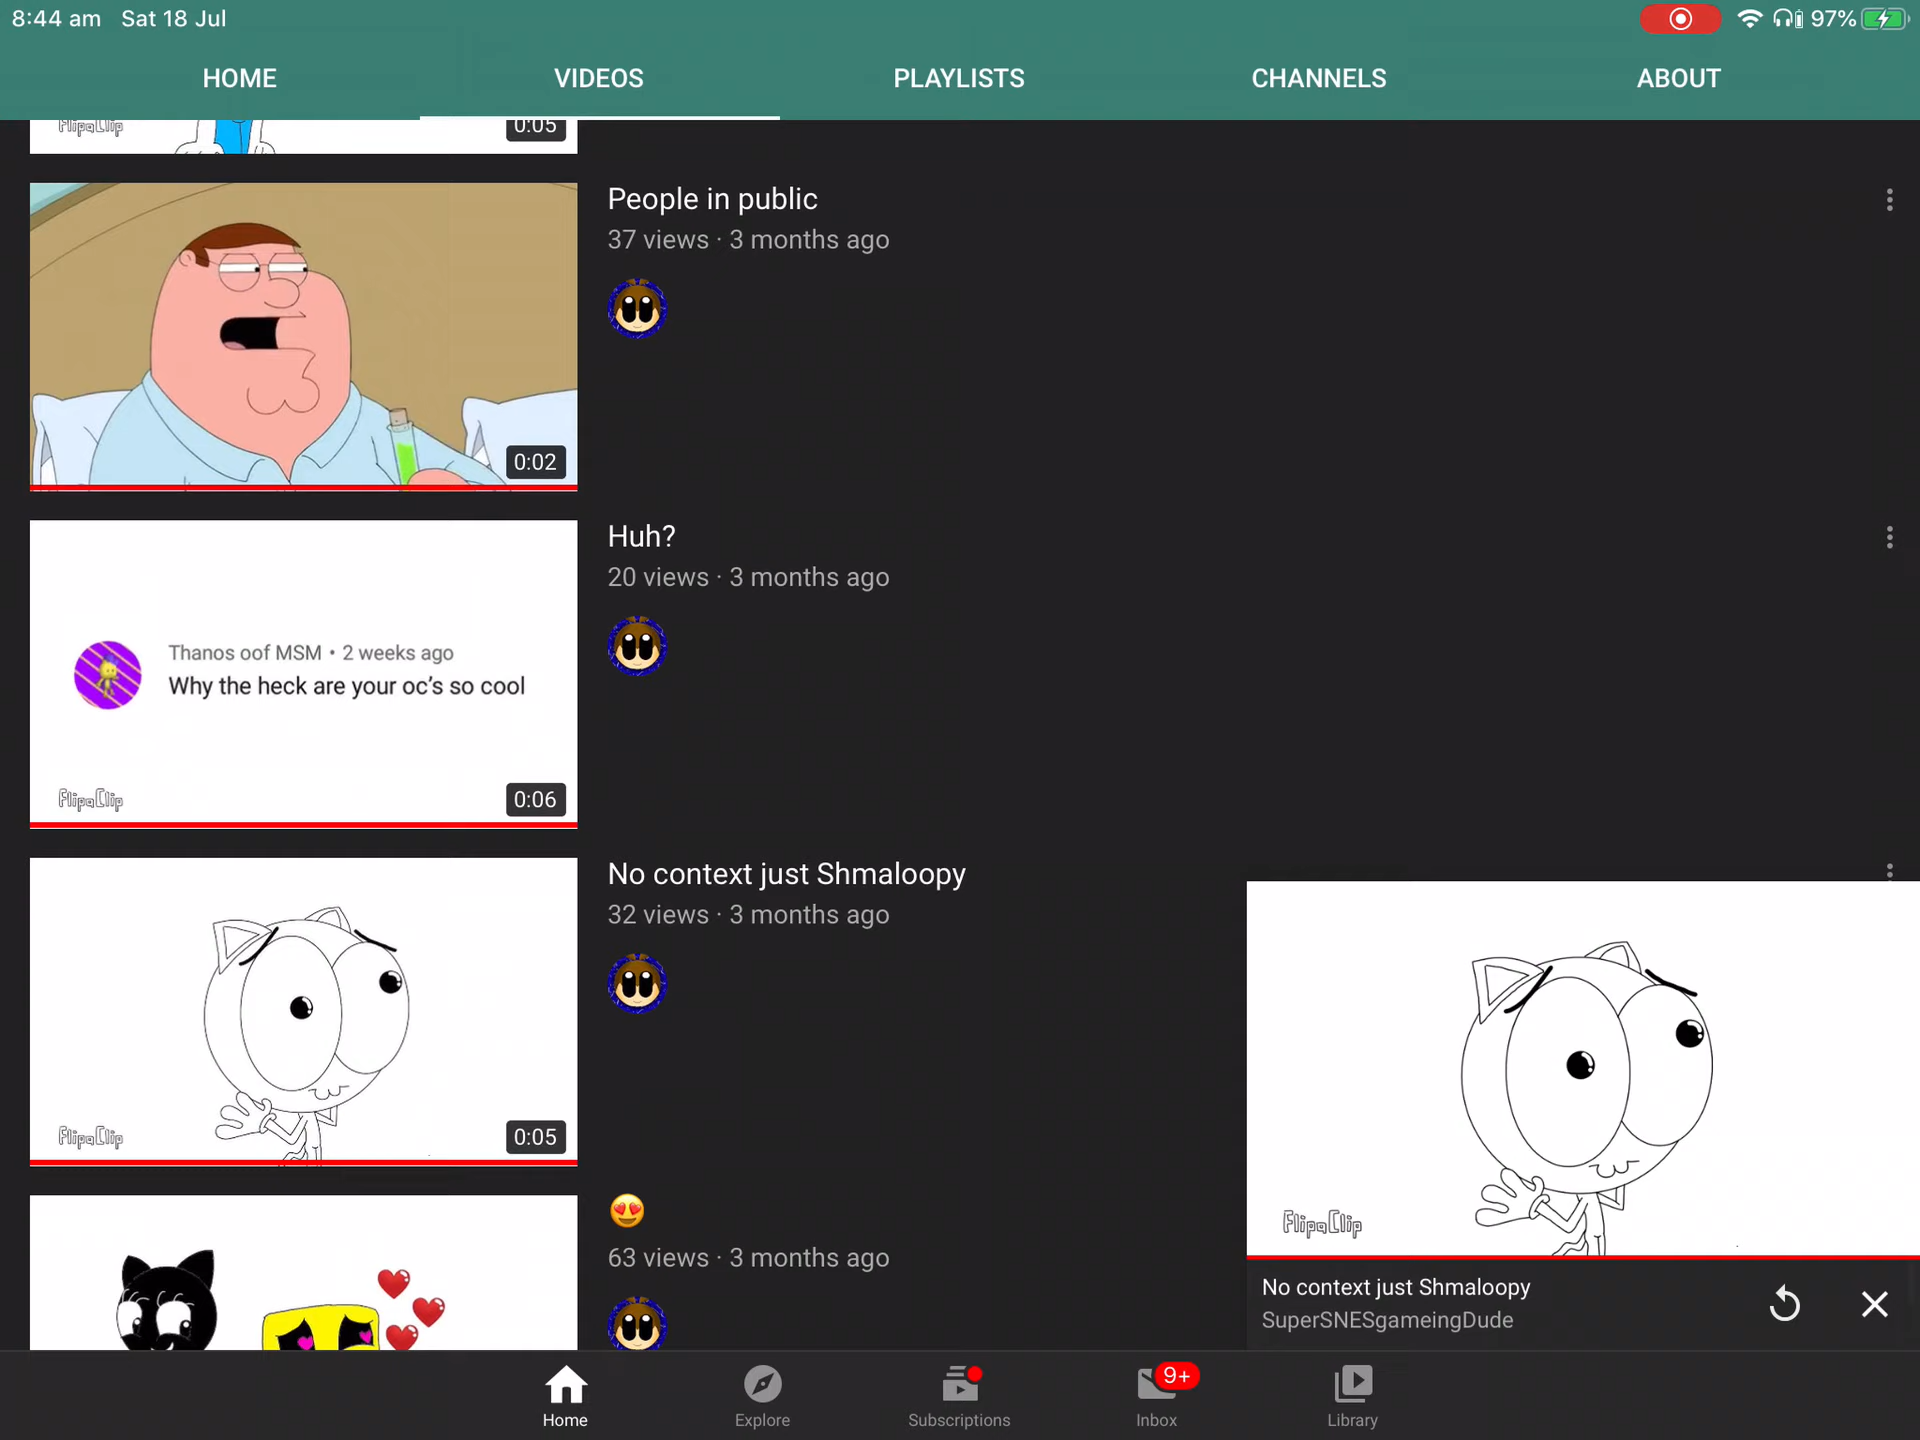 8:44 am Sat 18 Jul
97%
HOME VIDEOS PLAYLISTS CHANNELS ABOUT
FlipaClip
0:05
People in public
37 views · 3 months ago
0:02
Huh?
20 views · 3 months ago
Thanos oof MSM • 2 weeks ago
Why the heck are your oc's so cool
FlipaClip
0:06
No context just Shmaloopy
32 views · 3 months ago
FlipaClip
0:05
😍
63 views · 3 months ago
FlipaClip
No context just Shmaloopy
SuperSNESgameingDude
9+
Home Explore Subscriptions Inbox Library